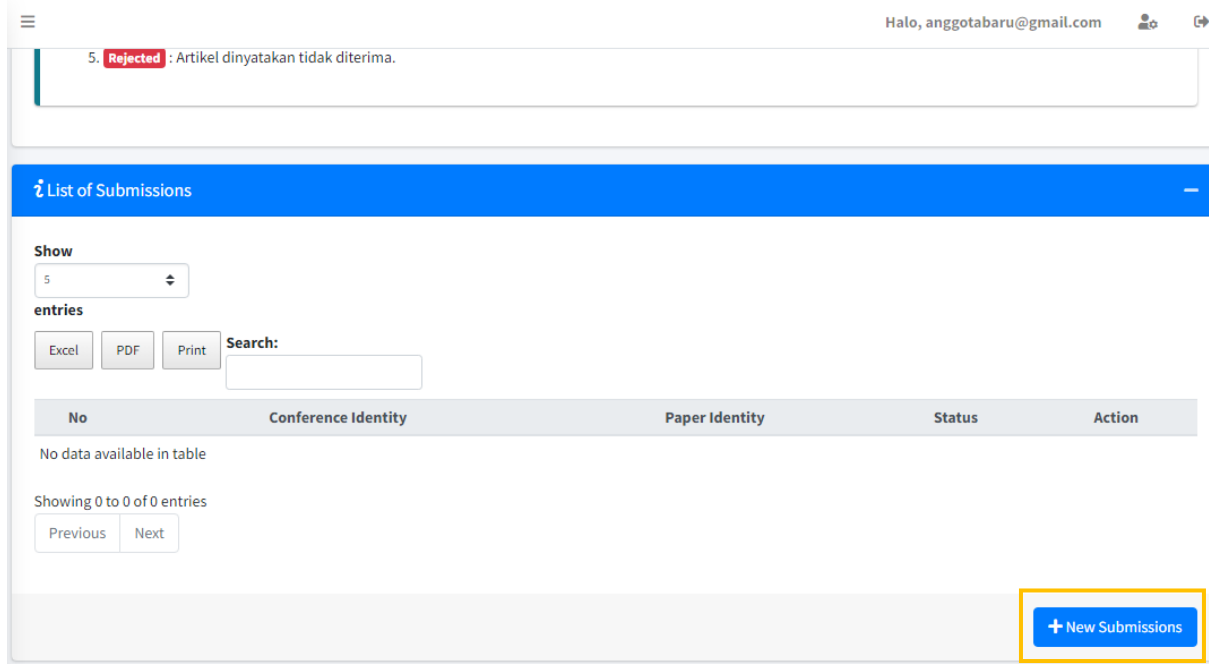 Halo, anggotabaru@gmail.com
5. Rejected : Artikel dinyatakan tidak diterima.
List of Submissions
Show
5
entries
Excel PDF Print Search:
No Conference Identity Paper Identity Status Action
No data available in table
Showing 0 to 0 of 0 entries
Previous Next
+ New Submissions